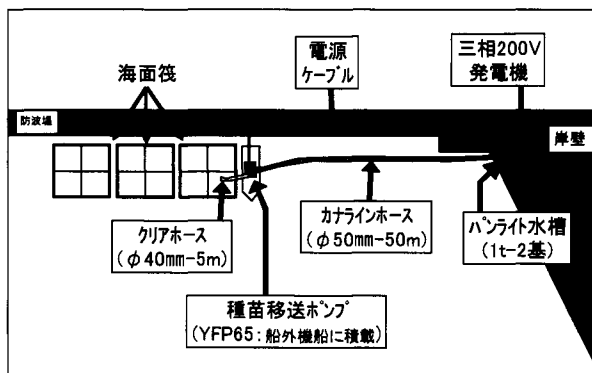 海面筏
電源
ケーブル
三相200V
発電機
防波堤
岸壁
クリアホース
(φ40mm-5m)
カナラインホース
(φ50mm-50m)
パンライト水槽
(1t-2基)
種苗移送ポンプ
(YFP65:船外機船に積載)